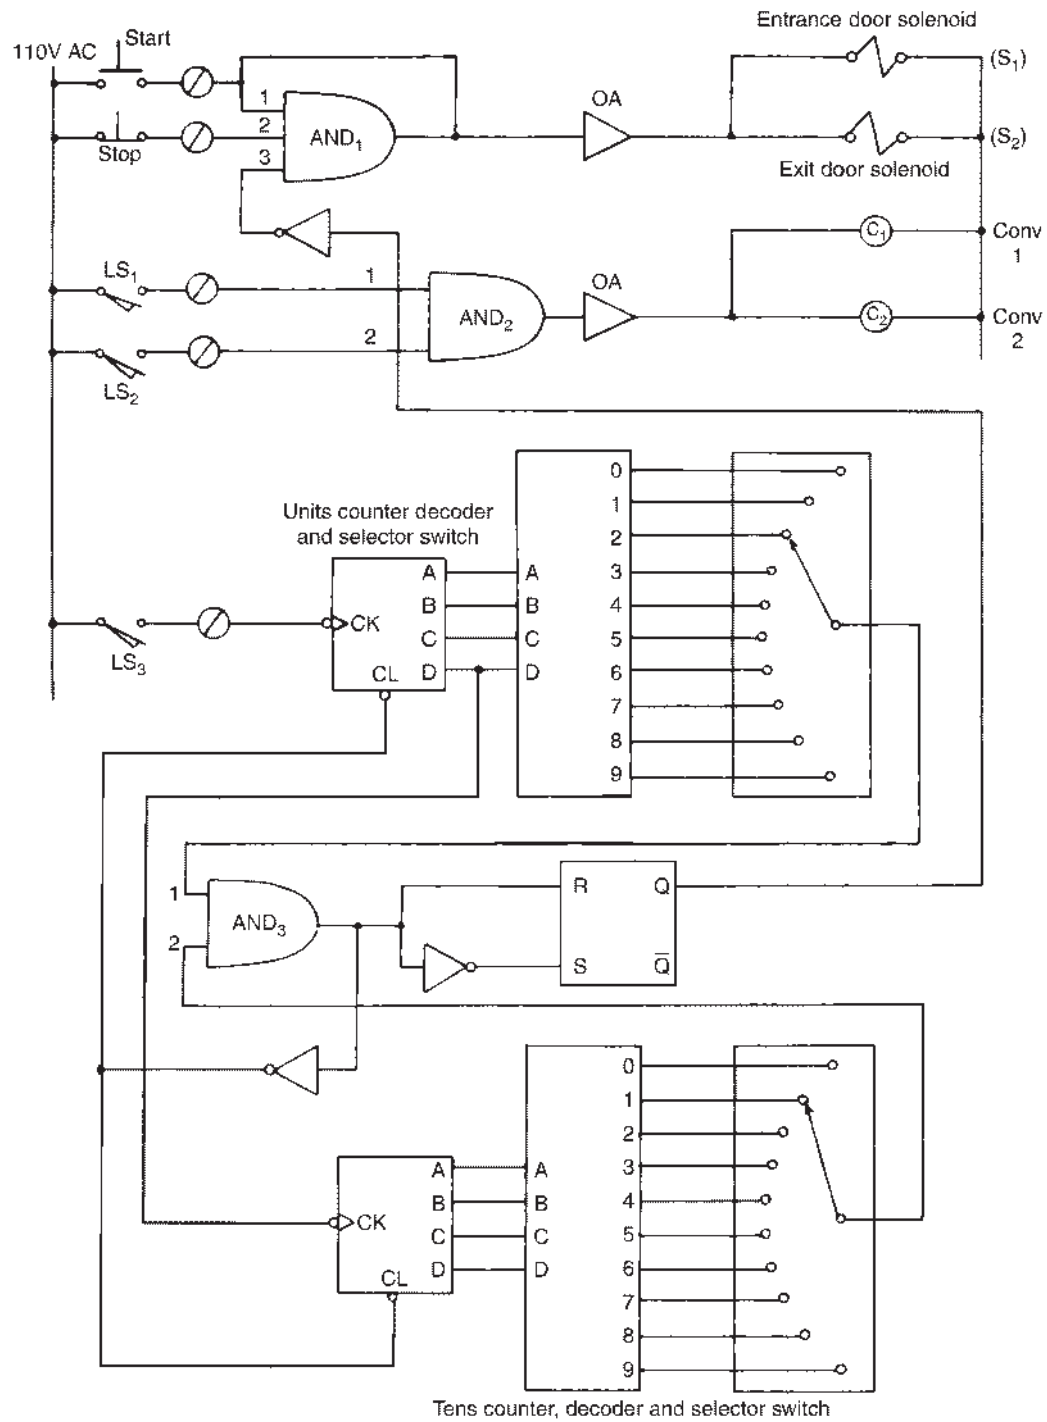 Entrance door solenoid
110V AC
Start
(S1)
1
OA
2
AND1
(S2)
Stop
3
Exit door solenoid
C1
Conv
1
LS1
1
OA
AND2
C2
Conv
2
2
LS2
0
1
Units counter decoder
and selector switch
2
A
A
3
B
B
4
CK
C
C
5
LS3
CL
D
D
6
7
8
9
1
R
Q
AND3
2
S
Q̅
0
1
2
A
A
3
B
B
4
CK
C
C
5
D
D
6
CL
7
8
9
Tens counter, decoder and selector switch